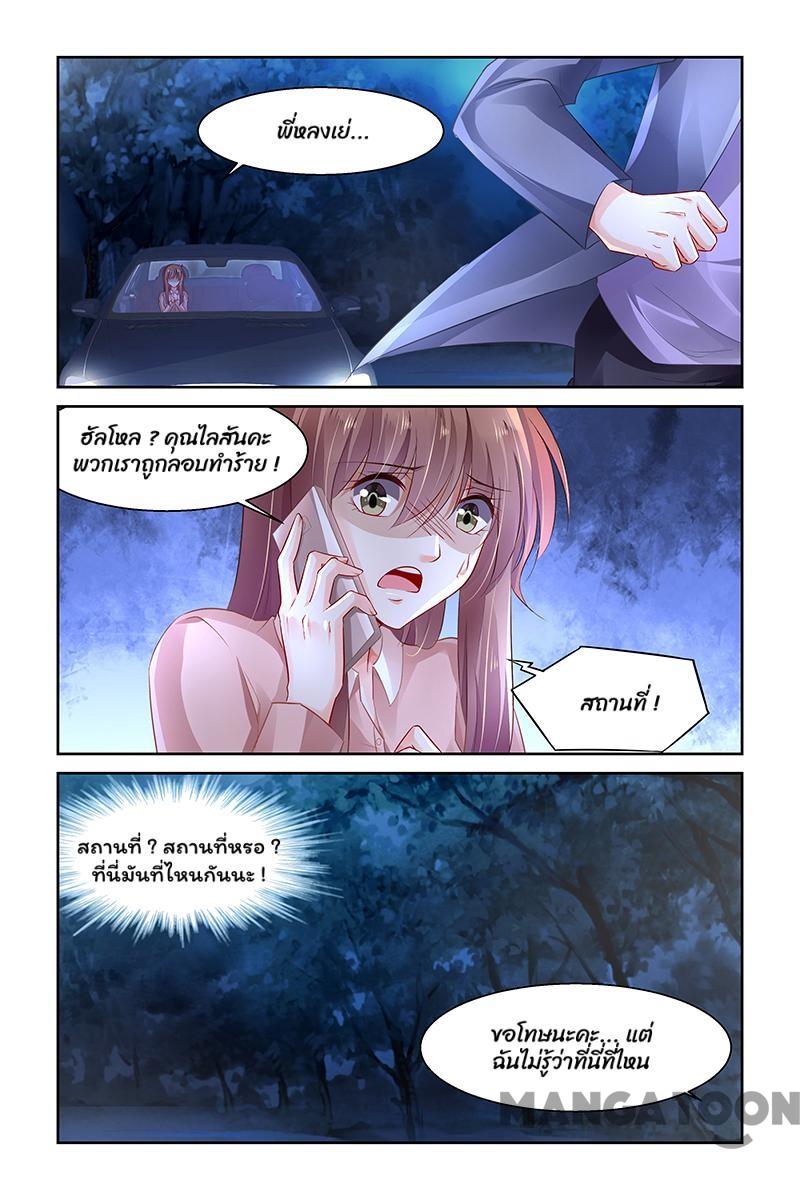 พี่หลงเย่...
ฮัลโหล ? คุณไลสันคะ
พวกเราถูกลอบทำร้าย !
สถานที่ !
สถานที่ ? สถานที่หรอ ?
ที่นี่มันที่ไหนกันนะ !
ขอโทษนะคะ... แต่
ฉันไม่รู้ว่าที่นี่ที่ไหน
MANGATOON